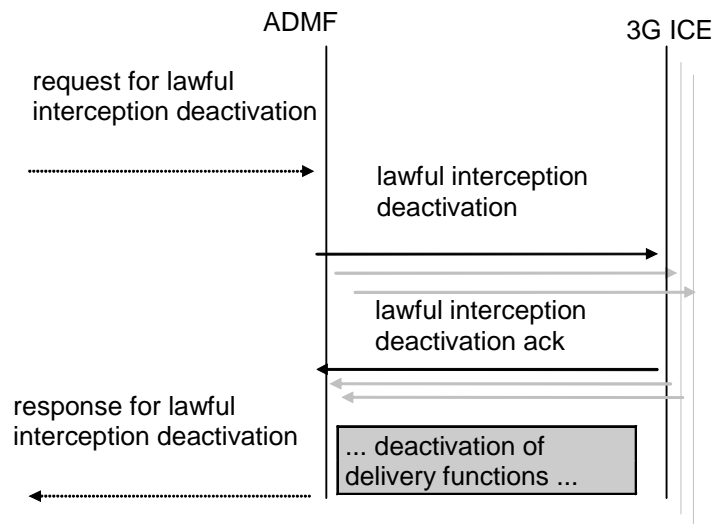 ADMF
3G ICE
request for lawful
interception deactivation
lawful interception
deactivation
lawful interception
deactivation ack
response for lawful
interception deactivation
... deactivation of
delivery functions ...